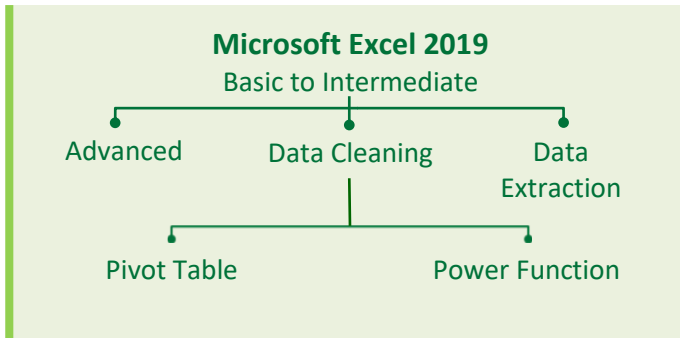 Microsoft Excel 2019
Basic to Intermediate
Advanced
Data Cleaning
Data
Extraction
Pivot Table
Power Function